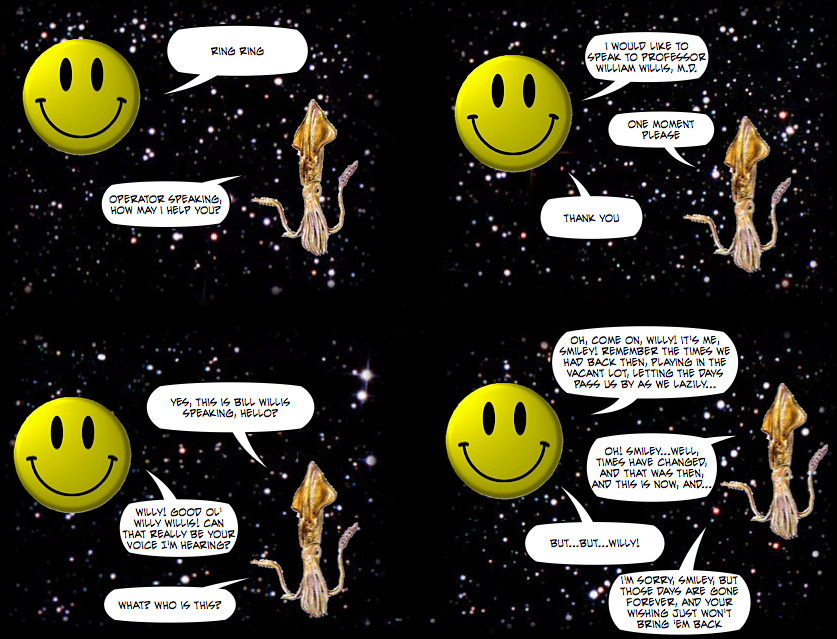 RING RING
OPERATOR SPEAKING,
HOW MAY I HELP YOU?
I WOULD LIKE TO
SPEAK TO PROFESSOR
WILLIAM WILLIS, M.D.
ONE MOMENT
PLEASE
THANK YOU
YES, THIS IS BILL WILLIS
SPEAKING, HELLO?
WILLY! GOOD OL'
WILLY WILLIS! CAN
THAT REALLY BE YOUR
VOICE I'M HEARING?
WHAT? WHO IS THIS?
OH, COME ON, WILLY! IT'S ME,
SMILEY! REMEMBER THE TIMES WE
HAD BACK THEN, PLAYING IN THE
VACANT LOT, LETTING THE DAYS
PASS US BY AS WE LAZILY...
OH! SMILEY...WELL,
TIMES HAVE CHANGED,
AND THAT WAS THEN,
AND THIS IS NOW, AND...
BUT...BUT...WILLY!
I'M SORRY, SMILEY, BUT
THOSE DAYS ARE GONE
FOREVER, AND YOUR
WISHING JUST WON'T
BRING 'EM BACK